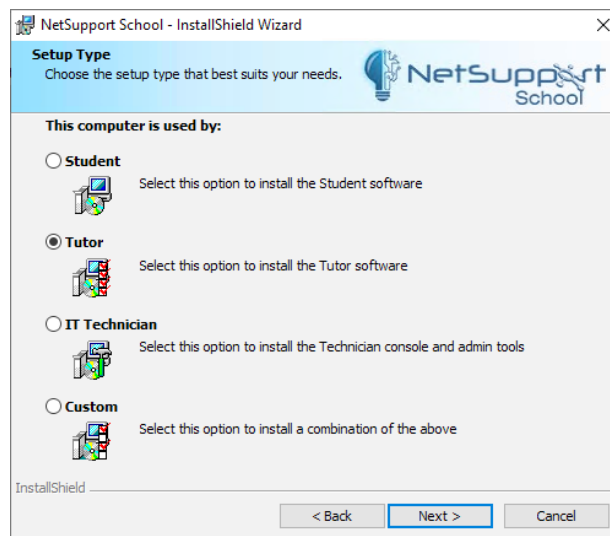 NetSupport School - InstallShield Wizard
Setup Type
Choose the setup type that best suits your needs.
NetSupport
School
This computer is used by:
Student
Select this option to install the Student software
Tutor
Select this option to install the Tutor software
IT Technician
Select this option to install the Technician console and admin tools
Custom
Select this option to install a combination of the above
InstallShield
< Back Next > Cancel